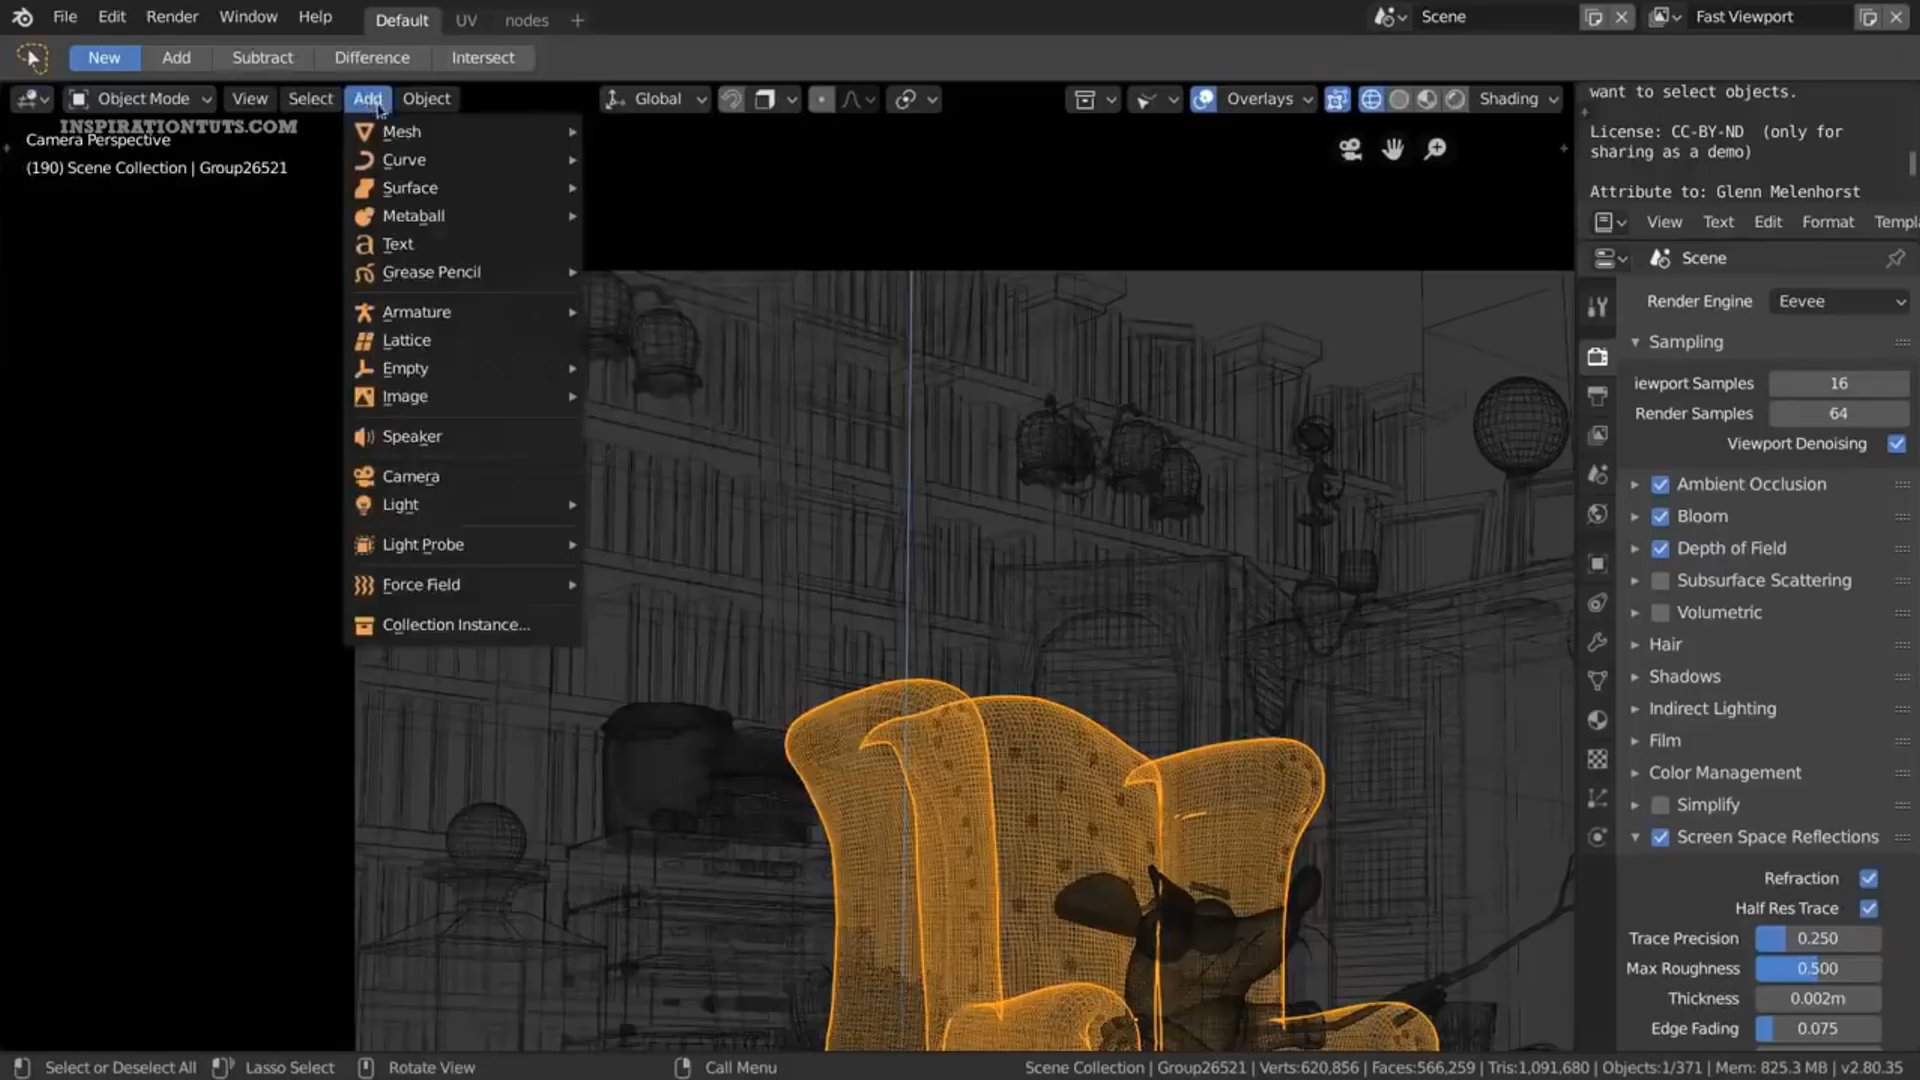 File Edit Render Window Help Default UV nodes + Scene Fast Viewport
New Add Subtract Difference Intersect
Object Mode View Select Add Object Global Overlays Shading
INSPIRATIONTUTS.COM
Camera Perspective
(190) Scene Collection | Group26521
Mesh
Curve
Surface
Metaball
Text
Grease Pencil
Armature
Lattice
Empty
Image
Speaker
Camera
Light
Light Probe
Force Field
Collection Instance...
want to select objects.
License: CC-BY-ND (only for
sharing as a demo)
Attribute to: Glenn Melenhorst
View Text Edit Format Templ
Scene
Render Engine Eevee
Sampling
iewport Samples 16
Render Samples 64
Viewport Denoising
Ambient Occlusion
Bloom
Depth of Field
Subsurface Scattering
Volumetric
Hair
Shadows
Indirect Lighting
Film
Color Management
Simplify
Screen Space Reflections
Refraction
Half Res Trace
Trace Precision 0.250
Max Roughness 0.500
Thickness 0.002m
Edge Fading 0.075
Select or Deselect All Lasso Select Rotate View Call Menu Scene Collection | Group26521 | Verts:620,856 | Faces:566,259 | Tris:1,091,680 | Objects:1/371 | Mem: 825.3 MB | v2.80.35